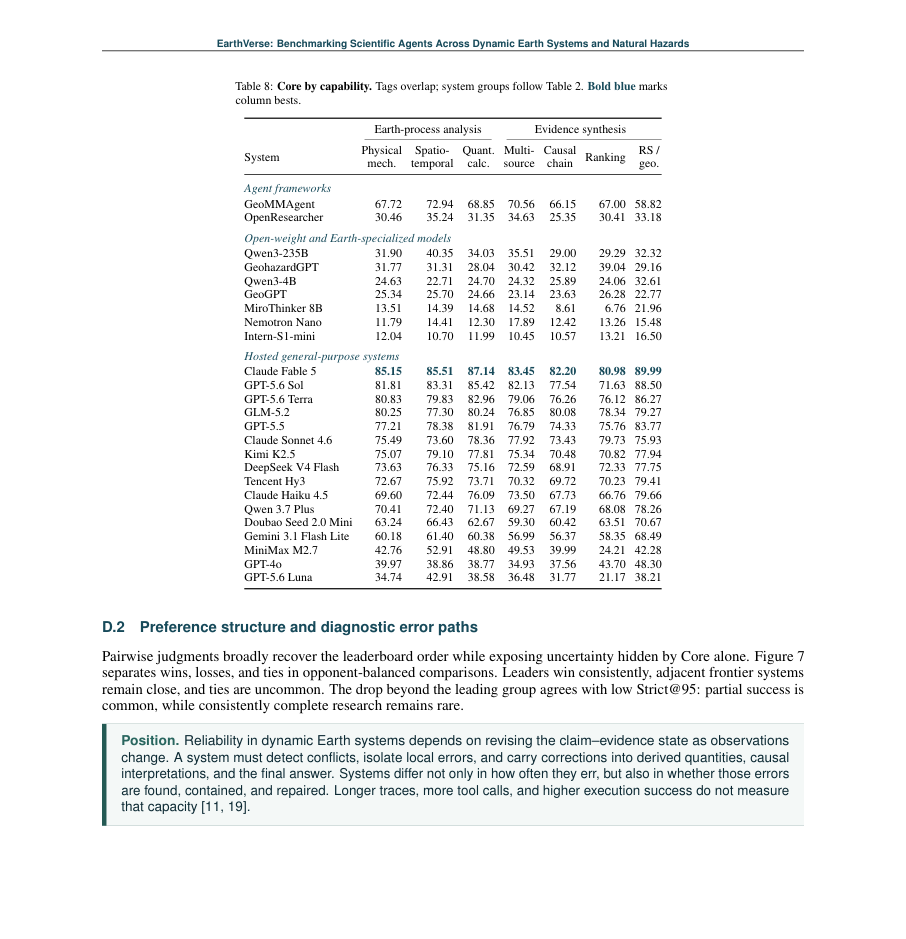 EarthVerse: Benchmarking Scientific Agents Across Dynamic Earth Systems and Natural Hazards
Table 8: Core by capability. Tags overlap; system groups follow Table 2. Bold blue marks
column bests.
Earth-process analysis Evidence synthesis
System Physical mech. Spatio-temporal Quant. calc. Multi-source Causal chain Ranking RS / geo.
Agent frameworks
GeoMMAgent 67.72 72.94 68.85 70.56 66.15 67.00 58.82
OpenResearcher 30.46 35.24 31.35 34.63 25.35 30.41 33.18
Open-weight and Earth-specialized models
Qwen3-235B 31.90 40.35 34.03 35.51 29.00 29.29 32.32
GeohazardGPT 31.77 31.31 28.04 30.42 32.12 39.04 29.16
Qwen3-4B 24.63 22.71 24.70 24.32 25.89 24.06 32.61
GeoGPT 25.34 25.70 24.66 23.14 23.63 26.28 22.77
MiroThinker 8B 13.51 14.39 14.68 14.52 8.61 6.76 21.96
Nemotron Nano 11.79 14.41 12.30 17.89 12.42 13.26 15.48
Intern-S1-mini 12.04 10.70 11.99 10.45 10.57 13.21 16.50
Hosted general-purpose systems
Claude Fable 5 85.15 85.51 87.14 83.45 82.20 80.98 89.99
GPT-5.6 Sol 81.81 83.31 85.42 82.13 77.54 71.63 88.50
GPT-5.6 Terra 80.83 79.83 82.96 79.06 76.26 76.12 86.27
GLM-5.2 80.25 77.30 80.24 76.85 80.08 78.34 79.27
GPT-5.5 77.21 78.38 81.91 76.79 74.33 75.76 83.77
Claude Sonnet 4.6 75.49 73.60 78.36 77.92 73.43 79.73 75.93
Kimi K2.5 75.07 79.10 77.81 75.34 70.48 70.82 77.94
DeepSeek V4 Flash 73.63 76.33 75.16 72.59 68.91 72.33 77.75
Tencent Hy3 72.67 75.92 73.71 70.32 69.72 70.23 79.41
Claude Haiku 4.5 69.60 72.44 76.09 73.50 67.73 66.76 79.66
Qwen 3.7 Plus 70.41 72.40 71.13 69.27 67.19 68.08 78.26
Doubao Seed 2.0 Mini 63.24 66.43 62.67 59.30 60.42 63.51 70.67
Gemini 3.1 Flash Lite 60.18 61.40 60.38 56.99 56.37 58.35 68.49
MiniMax M2.7 42.76 52.91 48.80 49.53 39.99 24.21 42.28
GPT-4o 39.97 38.86 38.77 34.93 37.56 43.70 48.30
GPT-5.6 Luna 34.74 42.91 38.58 36.48 31.77 21.17 38.21
D.2 Preference structure and diagnostic error paths
Pairwise judgments broadly recover the leaderboard order while exposing uncertainty hidden by Core alone. Figure 7
separates wins, losses, and ties in opponent-balanced comparisons. Leaders win consistently, adjacent frontier systems
remain close, and ties are uncommon. The drop beyond the leading group agrees with low Strict@95: partial success is
common, while consistently complete research remains rare.
Position. Reliability in dynamic Earth systems depends on revising the claim–evidence state as observations
change. A system must detect conflicts, isolate local errors, and carry corrections into derived quantities, causal
interpretations, and the final answer. Systems differ not only in how often they err, but also in whether those errors
are found, contained, and repaired. Longer traces, more tool calls, and higher execution success do not measure
that capacity [11, 19].